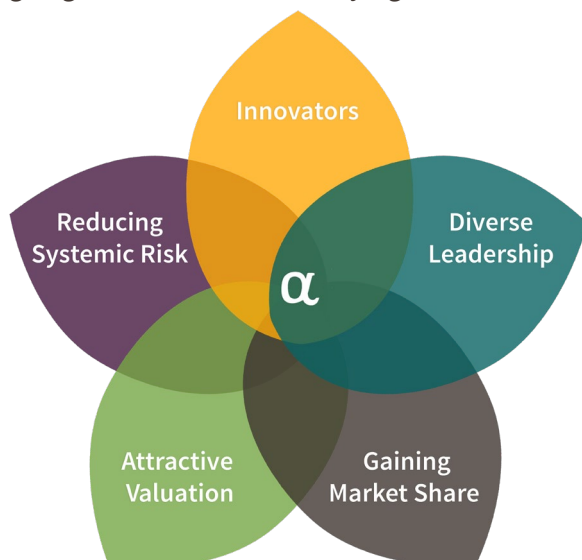 Innovators
Reducing
Systemic Risk
Diverse
Leadership
α
Attractive
Valuation
Gaining
Market Share